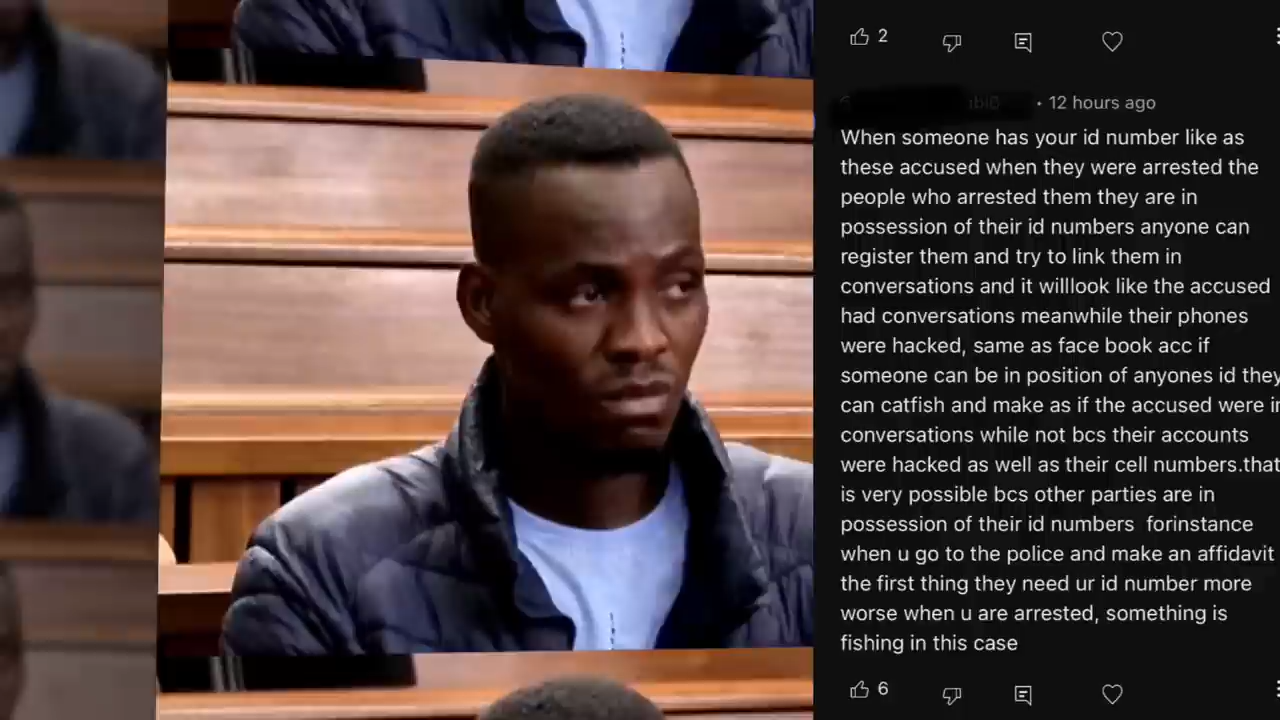 2
· 12 hours ago
When someone has your id number like as
these accused when they were arrested the
people who arrested them they are in
possession of their id numbers anyone can
register them and try to link them in
conversations and it willlook like the accused
had conversations meanwhile their phones
were hacked, same as face book acc if
someone can be in position of anyones id they
can catfish and make as if the accused were in
conversations while not bcs their accounts
were hacked as well as their cell numbers.that
is very possible bcs other parties are in
possession of their id numbers forinstance
when u go to the police and make an affidavit
the first thing they need ur id number more
worse when u are arrested, something is
fishing in this case
6